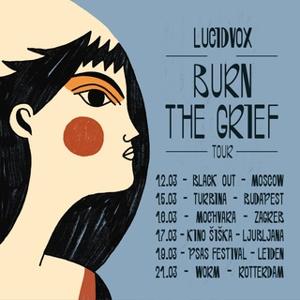 LUCIDVOX
BURN
THE GRIEF
TOUR
12.03 - BLACK OUT - MOSCOW
15.03 - TURBINA - BUDAPEST
16.03 - MOCHVARA - ZAGREB
17.03 - KINO ŠIŠKA - LJUBLJANA
19.03 - PSAS FESTIVAL - LEIDEN
21.03 - WORM - ROTTERDAM